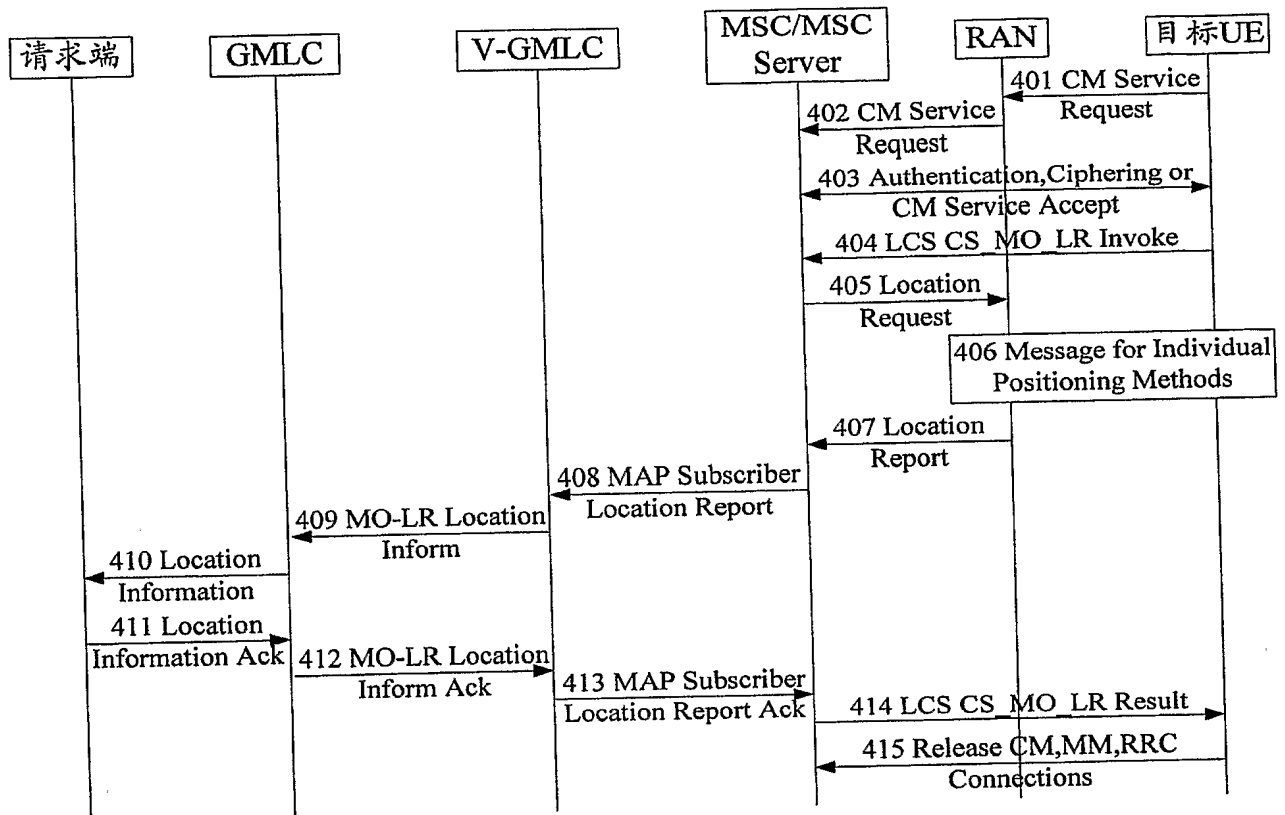 请求端
GMLC
V-GMLC
MSC/MSC
Server
RAN
目标UE
401 CM Service
Request
402 CM Service
Request
403 Authentication,Ciphering or
CM Service Accept
404 LCS CS_MO_LR Invoke
405 Location
Request
406 Message for Individual
Positioning Methods
407 Location
Report
408 MAP Subscriber
Location Report
409 MO-LR Location
Inform
410 Location
Information
411 Location
Information Ack
412 MO-LR Location
Inform Ack
413 MAP Subscriber
Location Report Ack
414 LCS CS_MO_LR Result
415 Release CM,MM,RRC
Connections